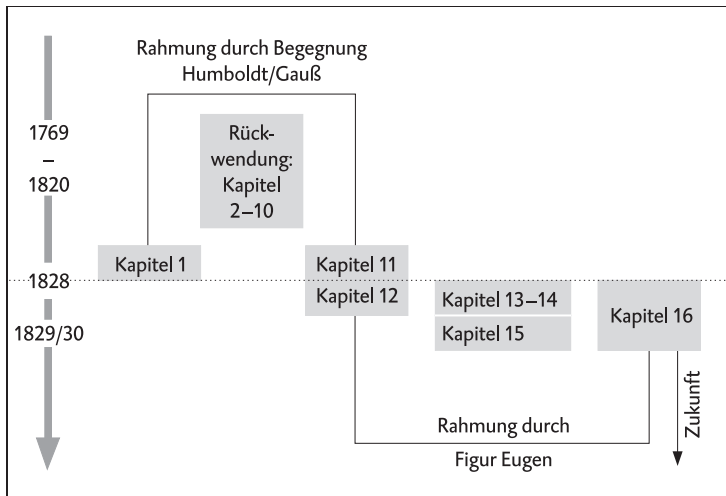 Rahmung durch Begegnung
Humboldt/Gauß
1769
–
1820
Rück-
wendung:
Kapitel
2–10
Kapitel 1
Kapitel 11
1828
Kapitel 12
Kapitel 13–14
Kapitel 16
1829/30
Kapitel 15
Zukunft
Rahmung durch
Figur Eugen